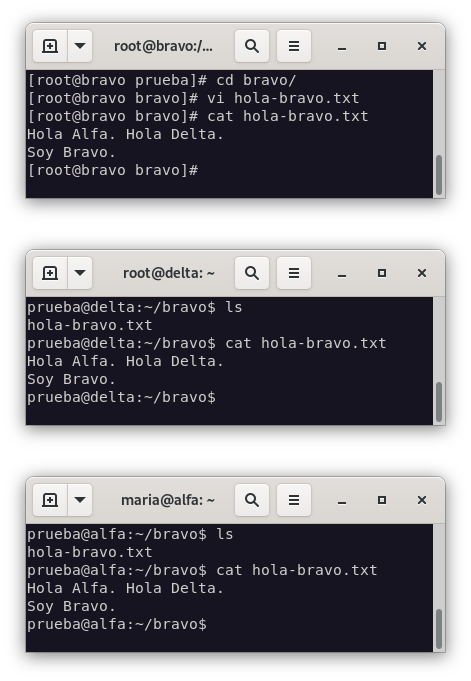 root@bravo:/...
[root@bravo prueba]# cd bravo/
[root@bravo bravo]# vi hola-bravo.txt
[root@bravo bravo]# cat hola-bravo.txt
Hola Alfa. Hola Delta.
Soy Bravo.
[root@bravo bravo]#
root@delta: ~
prueba@delta:~/bravo$ ls
hola-bravo.txt
prueba@delta:~/bravo$ cat hola-bravo.txt
Hola Alfa. Hola Delta.
Soy Bravo.
prueba@delta:~/bravo$
maria@alfa: ~
prueba@alfa:~/bravo$ ls
hola-bravo.txt
prueba@alfa:~/bravo$ cat hola-bravo.txt
Hola Alfa. Hola Delta.
Soy Bravo.
prueba@alfa:~/bravo$